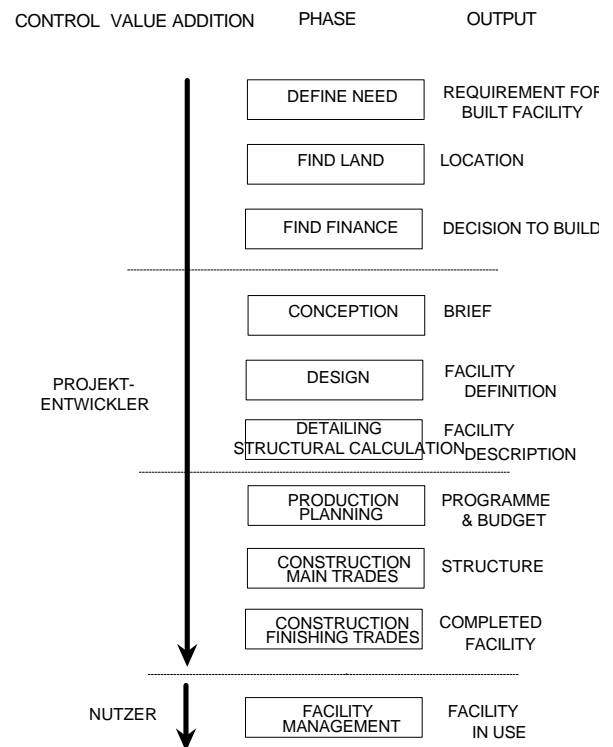 CONTROL VALUE ADDITION PHASE OUTPUT
DEFINE NEED
REQUIREMENT FOR
BUILT FACILITY
FIND LAND
LOCATION
FIND FINANCE
DECISION TO BUILD
CONCEPTION
BRIEF
PROJEKT-
ENTWICKLER
DESIGN
FACILITY
DEFINITION
DETAILING
STRUCTURAL CALCULATION
FACILITY
DESCRIPTION
PRODUCTION
PLANNING
PROGRAMME
& BUDGET
CONSTRUCTION
MAIN TRADES
STRUCTURE
CONSTRUCTION
FINISHING TRADES
COMPLETED
FACILITY
NUTZER
FACILITY
MANAGEMENT
FACILITY
IN USE